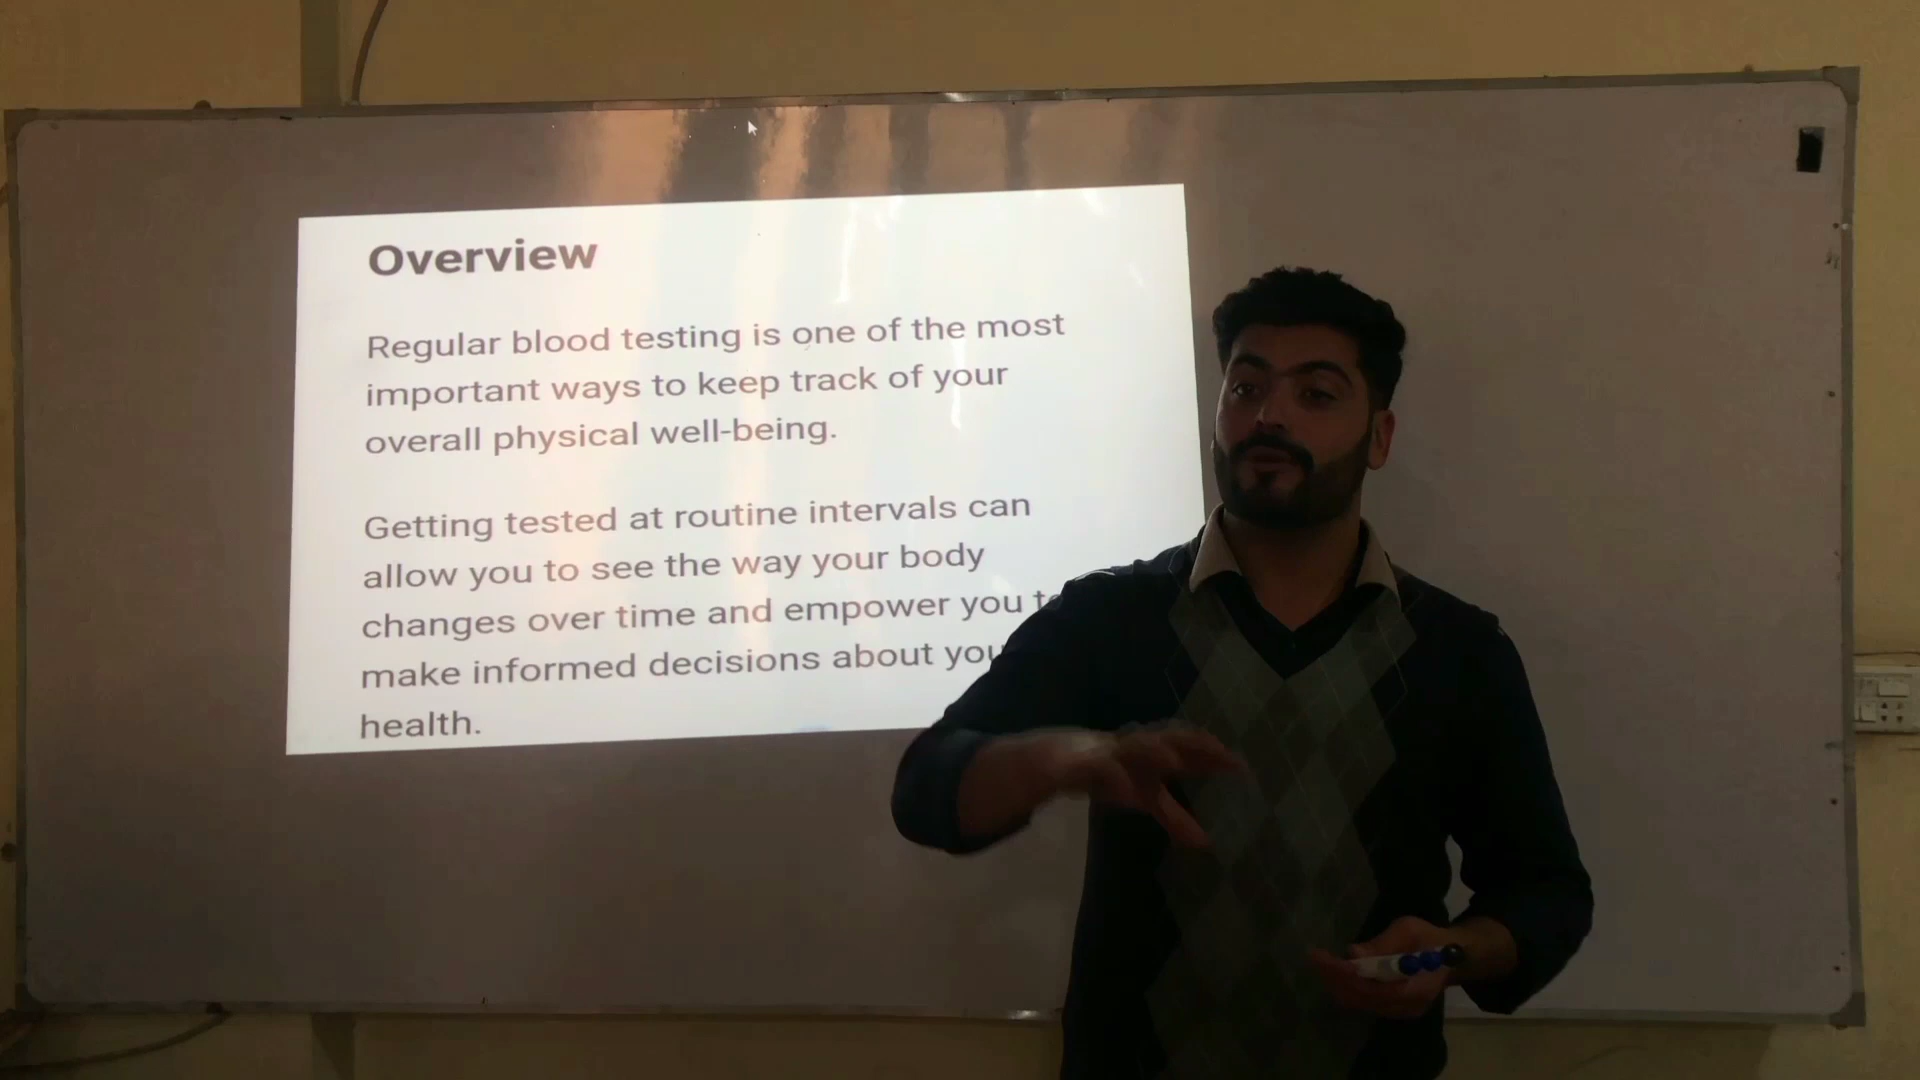 Overview
Regular blood testing is one of the most
important ways to keep track of your
overall physical well-being.
Getting tested at routine intervals can
allow you to see the way your body
changes over time and empower you
make informed decisions about
health.